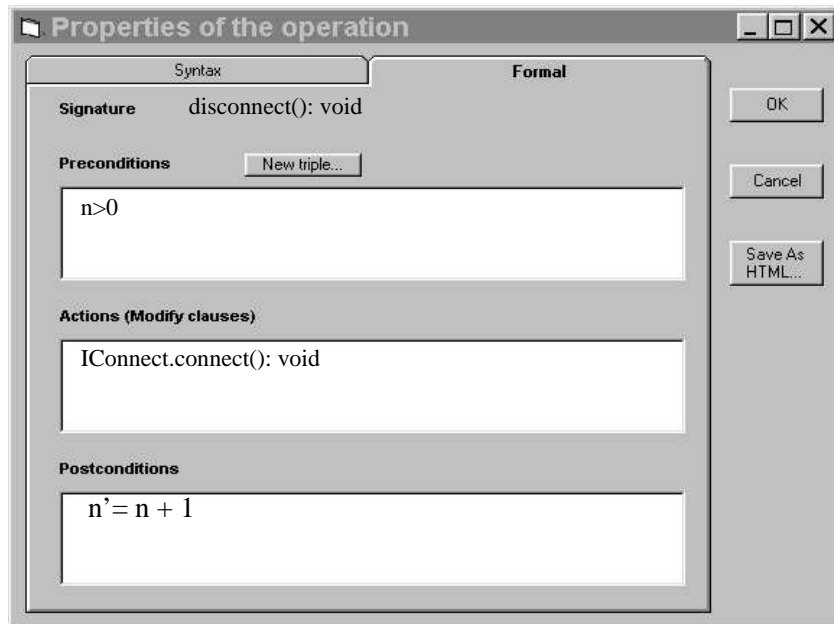 Properties of the operation
Syntax
Formal
Signature disconnect(): void
OK
Preconditions New triple...
Cancel
n>0
Save As
HTML...
Actions (Modify clauses)
IConnect.connect(): void
Postconditions
n’= n + 1